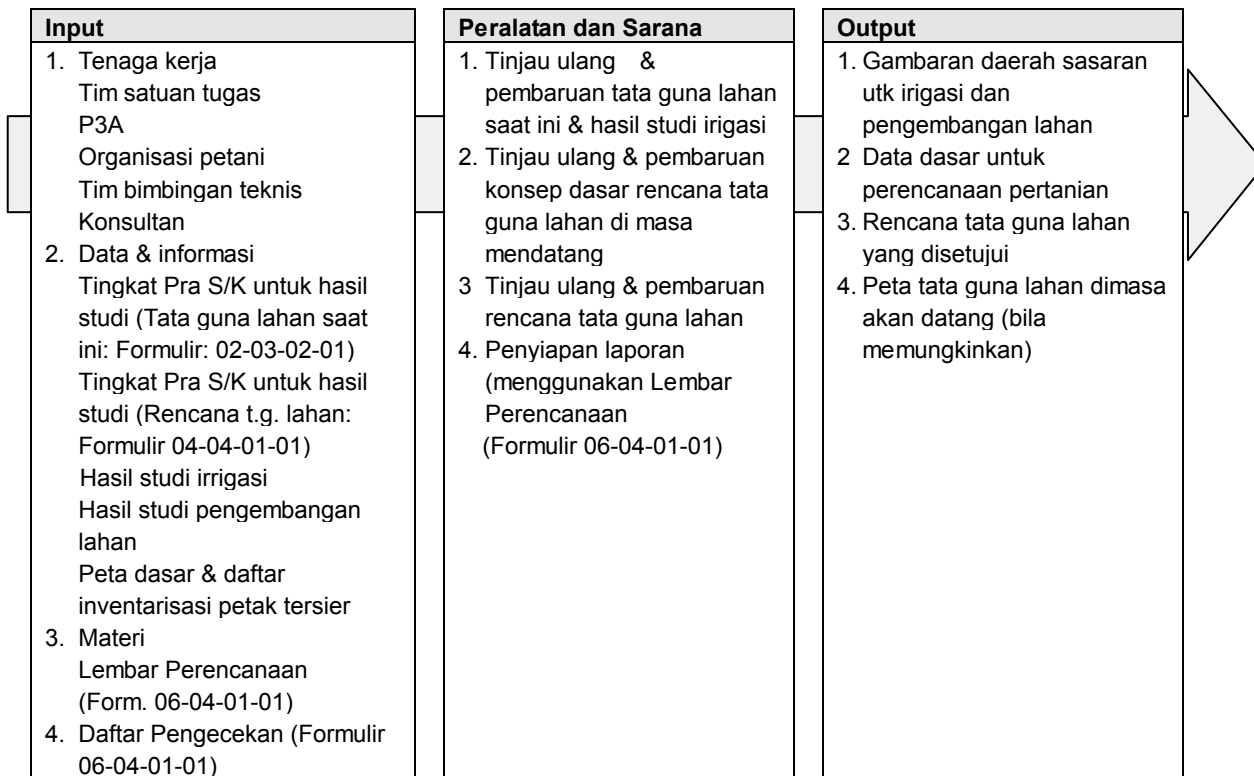 Input
1. Tenaga kerja
Tim satuan tugas
P3A
Organisasi petani
Tim bimbingan teknis
Konsultan
2. Data & informasi
Tingkat Pra S/K untuk hasil
studi (Tata guna lahan saat
ini: Formulir: 02-03-02-01)
Tingkat Pra S/K untuk hasil
studi (Rencana t.g. lahan:
Formulir 04-04-01-01)
Hasil studi irrigasi
Hasil studi pengembangan
lahan
Peta dasar & daftar
inventarisasi petak tersier
3. Materi
Lembar Perencanaan
(Form. 06-04-01-01)
4. Daftar Pengecekan (Formulir
06-04-01-01)
Peralatan dan Sarana
1. Tinjau ulang &
pembaruan tata guna lahan
saat ini & hasil studi irigasi
2. Tinjau ulang & pembaruan
konsep dasar rencana tata
guna lahan di masa
mendatang
3 Tinjau ulang & pembaruan
rencana tata guna lahan
4. Penyiapan laporan
(menggunakan Lembar
Perencanaan
(Formulir 06-04-01-01)
Output
1. Gambaran daerah sasaran
utk irigasi dan
pengembangan lahan
2 Data dasar untuk
perencanaan pertanian
3. Rencana tata guna lahan
yang disetujui
4. Peta tata guna lahan dimasa
akan datang (bila
memungkinkan)